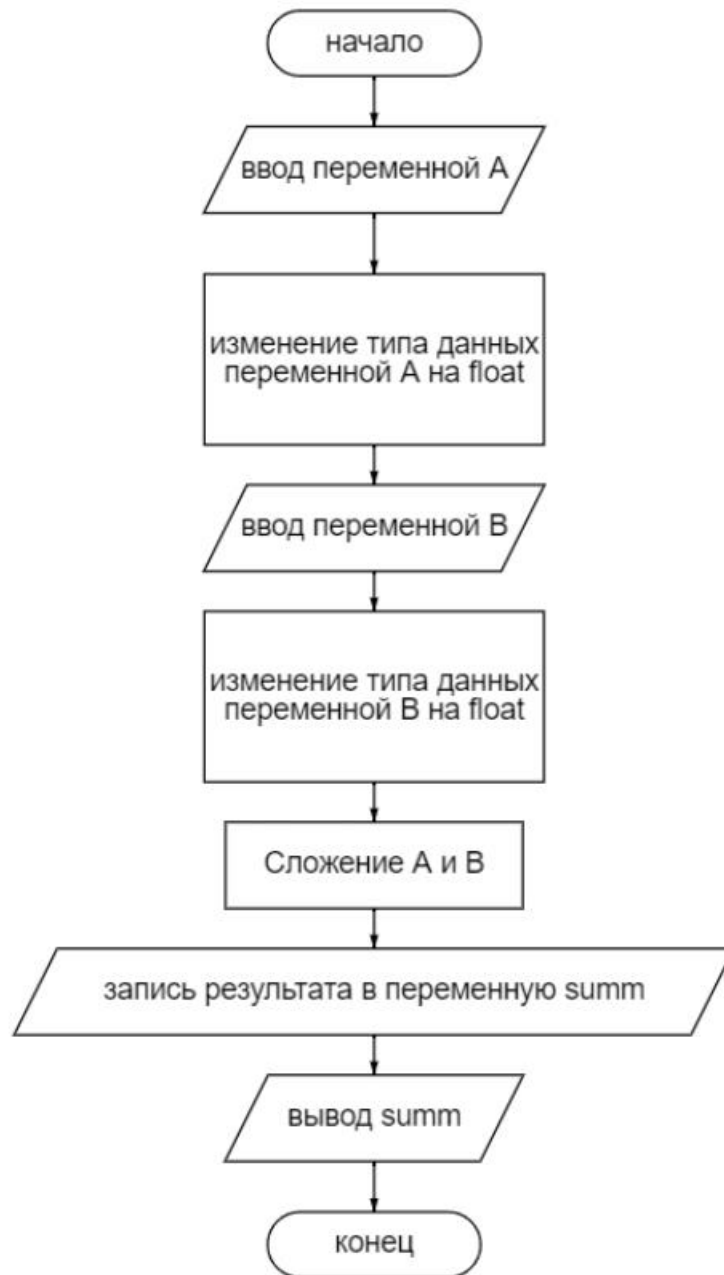 начало
ввод переменной А
изменение типа данных
переменной А на float
ввод переменной В
изменение типа данных
переменной В на float
Сложение А и В
запись результата в переменную summ
вывод summ
конец